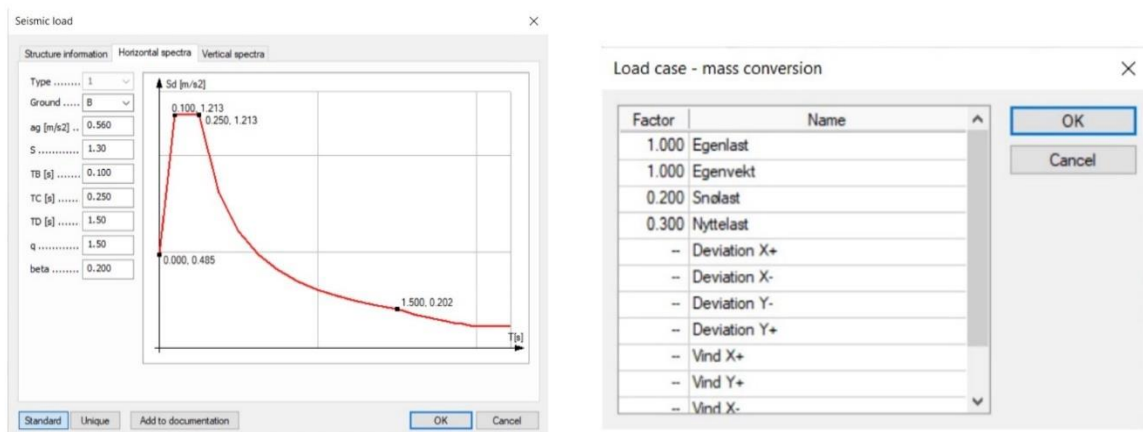 Seismic load
Structure information Horizontal spectra Vertical spectra
Type ........ 1
Ground ..... B
ag [m/s2] .. 0.560
S ............ 1.30
TB [s] ....... 0.100
TC [s] ....... 0.250
TD [s] ...... 1.50
q ............ 1.50
beta ........ 0.200
Sd [m/s2]
0.100, 1.213
0.250, 1.213
0.000, 0.485
1.500, 0.202
T[s]
Standard Unique Add to documentation OK Cancel
Load case - mass conversion
Factor Name
1.000 Egenlast
1.000 Egenvekt
0.200 Snølast
0.300 Nyttelast
-- Deviation X+
-- Deviation X-
-- Deviation Y-
-- Deviation Y+
-- Vind X+
-- Vind Y+
-- Vind X-
OK
Cancel